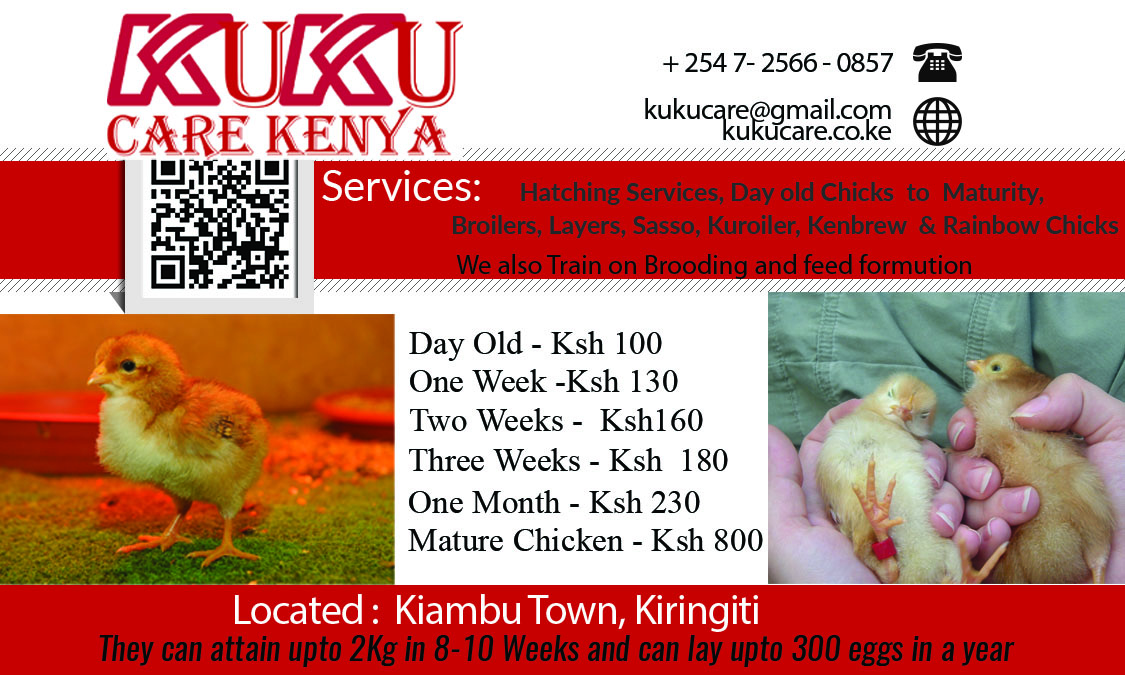 KUKU
CARE KENYA
+ 254 7- 2566 - 0857
kukucare@gmail.com
kukucare.co.ke
Services:
Hatching Services, Day old Chicks to Maturity,
Broilers, Layers, Sasso, Kuroiler, Kenbrew & Rainbow Chicks
We also Train on Brooding and feed formution
Day Old - Ksh 100
One Week -Ksh 130
Two Weeks - Ksh160
Three Weeks - Ksh 180
One Month - Ksh 230
Mature Chicken - Ksh 800
Located : Kiambu Town, Kiringiti
They can attain upto 2Kg in 8-10 Weeks and can lay upto 300 eggs in a year